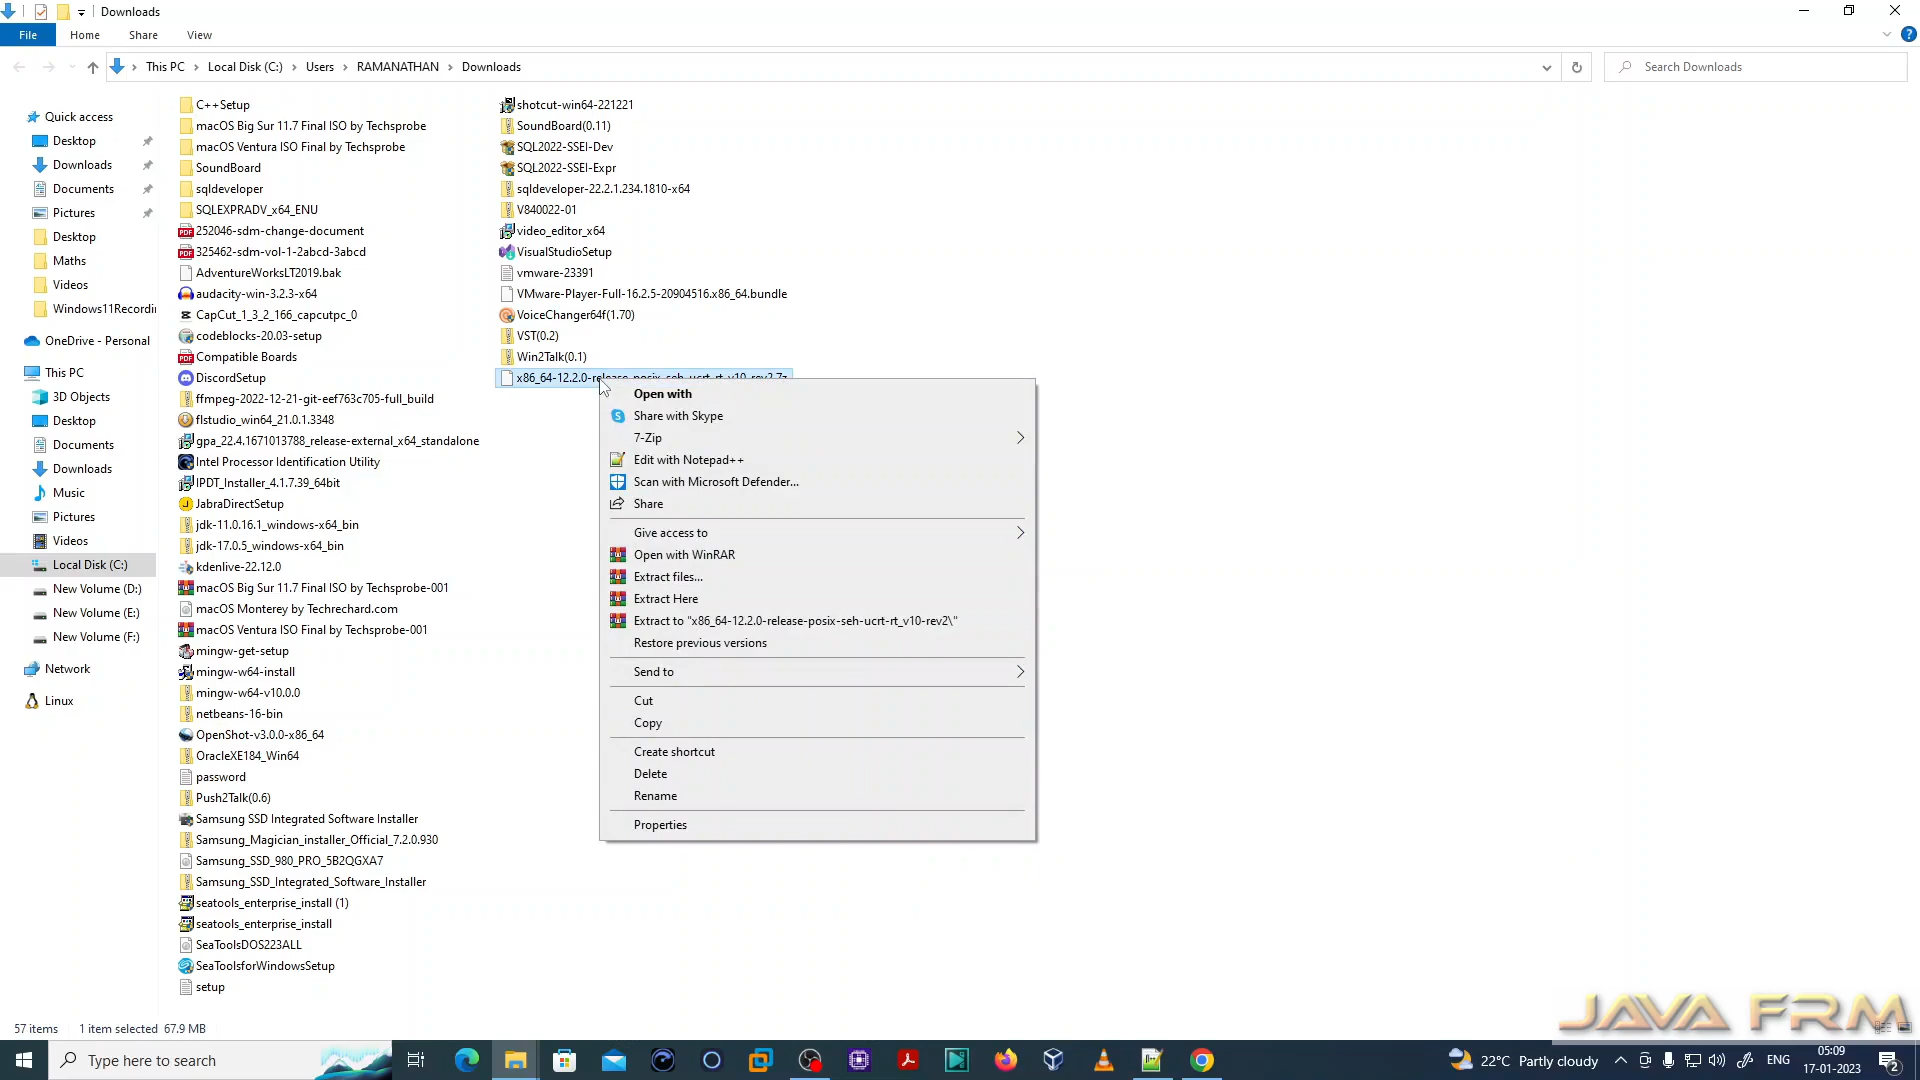 Downloads
File Home Share View
This PC Local Disk (C:) Users RAMANATHAN Downloads
Search Downloads
Quick access
Desktop
Downloads
Documents
Pictures
Desktop
Maths
Videos
Windows11Recordin
OneDrive - Personal
This PC
3D Objects
Desktop
Documents
Downloads
Music
Pictures
Videos
Local Disk (C:)
New Volume (D:)
New Volume (E:)
New Volume (F:)
Network
Linux
C++Setup
macOS Big Sur 11.7 Final ISO by Techsprobe
macOS Ventura ISO Final by Techsprobe
SoundBoard
sqldeveloper
SQLEXPRADV_x64_ENU
252046-sdm-change-document
325462-sdm-vol-1-2abcd-3abcd
AdventureWorksLT2019.bak
audacity-win-3.2.3-x64
CapCut_1_3_2_166_capcutpc_0
codeblocks-20.03-setup
Compatible Boards
DiscordSetup
ffmpeg-2022-12-21-git-eef763c705-full_build
flstudio_win64_21.0.1.3348
gpa_22.4.1671013788_release-external_x64_standalone
Intel Processor Identification Utility
IPDT_Installer_4.1.7.39_64bit
JabraDirectSetup
jdk-11.0.16.1_windows-x64_bin
jdk-17.0.5_windows-x64_bin
kdenlive-22.12.0
macOS Big Sur 11.7 Final ISO by Techsprobe-001
macOS Monterey by Techrechard.com
macOS Ventura ISO Final by Techsprobe-001
mingw-get-setup
mingw-w64-install
mingw-w64-v10.0.0
netbeans-16-bin
OpenShot-v3.0.0-x86_64
OracleXE184_Win64
password
Push2Talk(0.6)
Samsung SSD Integrated Software Installer
Samsung_Magician_installer_Official_7.2.0.930
Samsung_SSD_980_PRO_5B2QGXA7
Samsung_SSD_Integrated_Software_Installer
seatools_enterprise_install (1)
seatools_enterprise_install
SeaToolsDOS223ALL
SeaToolsforWindowsSetup
setup
shotcut-win64-221221
SoundBoard(0.11)
SQL2022-SSEI-Dev
SQL2022-SSEI-Expr
sqldeveloper-22.2.1.234.1810-x64
V840022-01
video_editor_x64
VisualStudioSetup
vmware-23391
VMware-Player-Full-16.2.5-20904516.x86_64.bundle
VoiceChanger64f(1.70)
VST(0.2)
Win2Talk(0.1)
x86_64-12.2.0-release-posix-seh-ucrt-rt_v10-rev2.7z
Open with
Share with Skype
7-Zip
Edit with Notepad++
Scan with Microsoft Defender...
Share
Give access to
Open with WinRAR
Extract files...
Extract Here
Extract to "x86_64-12.2.0-release-posix-seh-ucrt-rt_v10-rev2\"
Restore previous versions
Send to
Cut
Copy
Create shortcut
Delete
Rename
Properties
57 items 1 item selected 67.9 MB
JAVA FRM
Type here to search
22°C Partly cloudy
ENG
05:09
17-01-2023
2